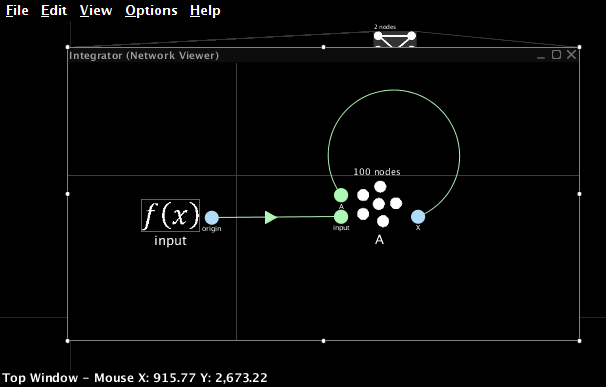 File Edit View Options Help
2 nodes
Integrator (Network Viewer)
100 nodes
f(x)
origin
input
A
input
A
X
Top Window - Mouse X: 915.77 Y: 2,673.22